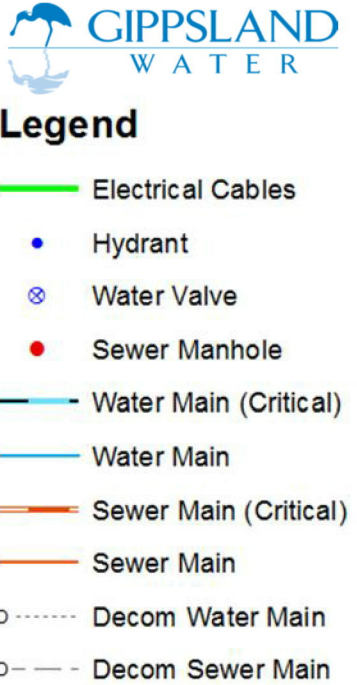 GIPPSLAND
WATER
Legend
Electrical Cables
Hydrant
Water Valve
Sewer Manhole
Water Main (Critical)
Water Main
Sewer Main (Critical)
Sewer Main
Decom Water Main
Decom Sewer Main